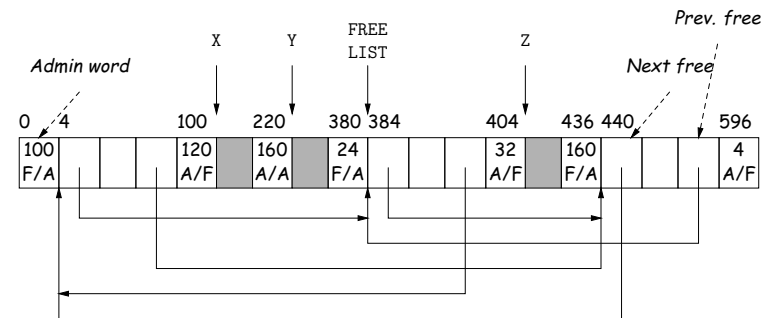 Prev. free
FREE
X Y LIST Z
Admin word Next free
0 4 100 220 380 384 404 436 440 596
100 120 160 24 32 160 4
F/A A/F A/A F/A A/F F/A A/F